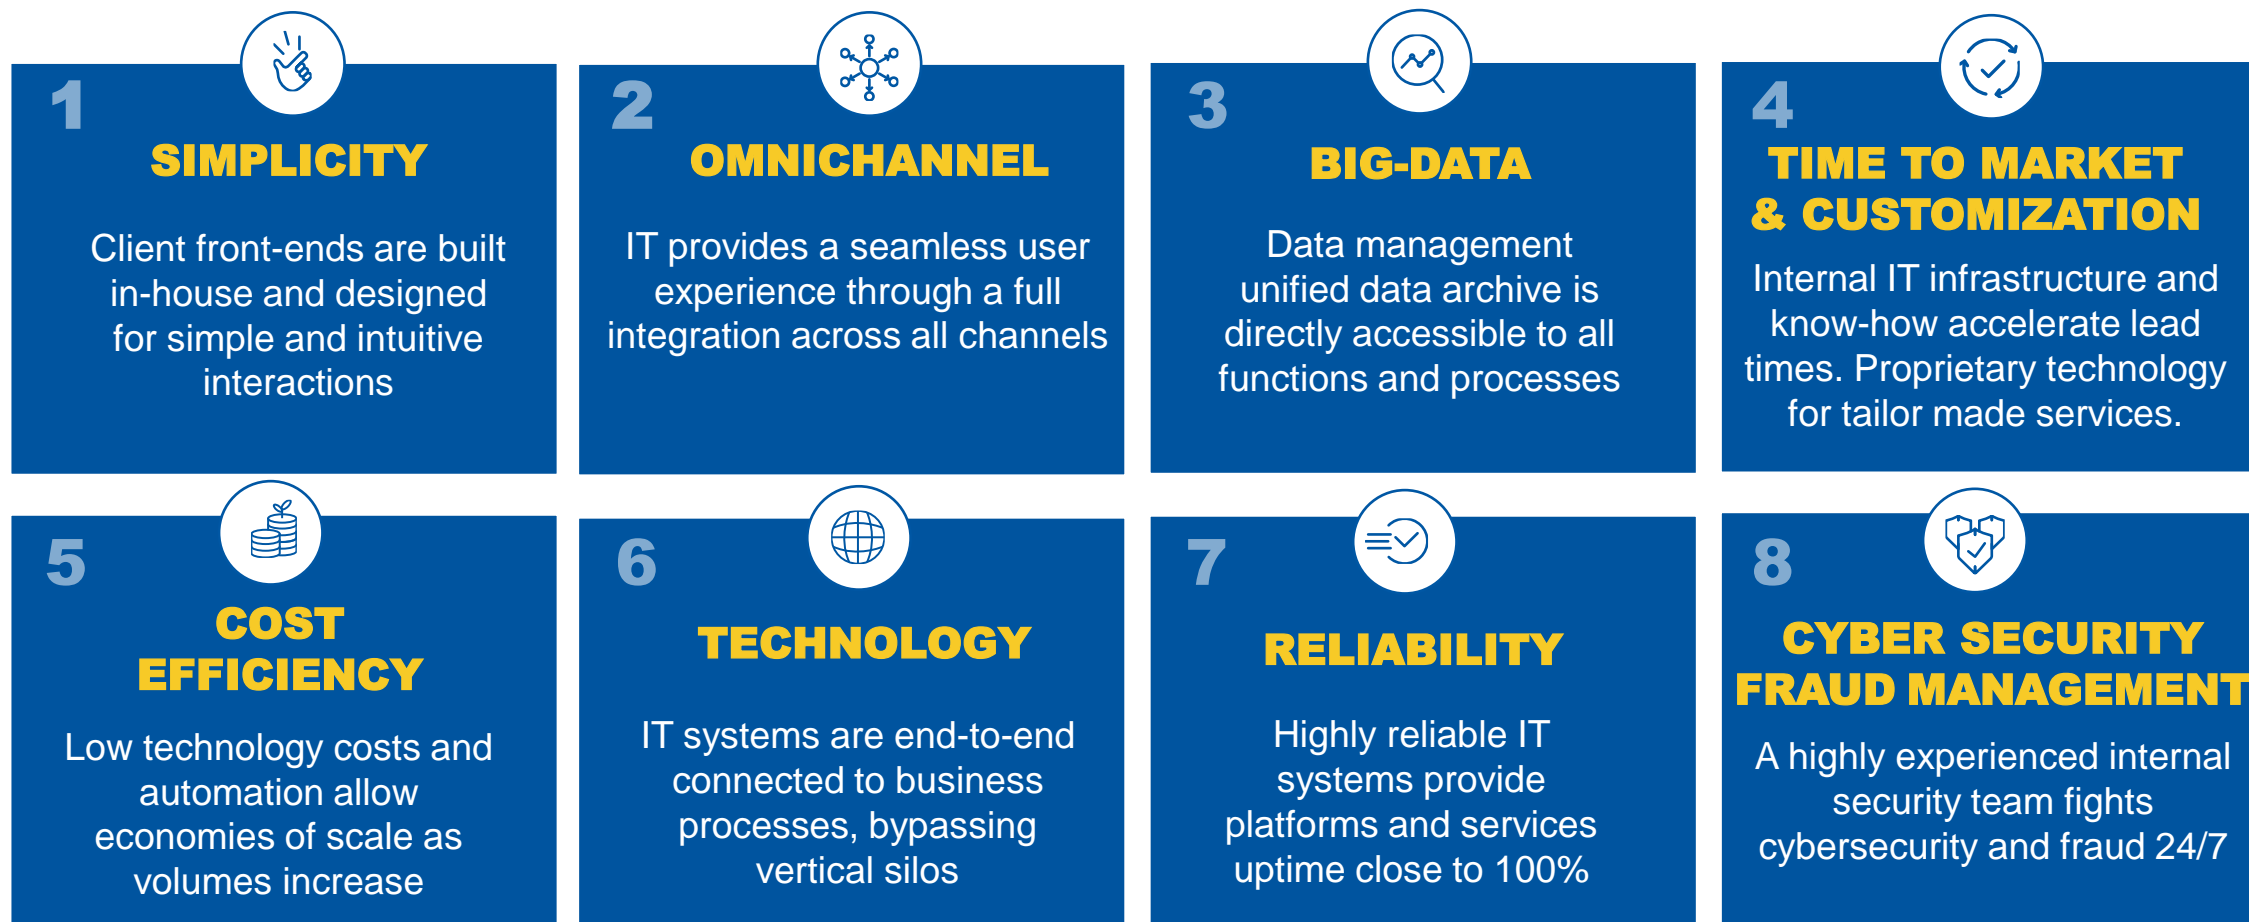 1
SIMPLICITY
Client front-ends are built
in-house and designed
for simple and intuitive
interactions
2
OMNICHANNEL
IT provides a seamless user
experience through a full
integration across all channels
3
BIG-DATA
Data management
unified data archive is
directly accessible to all
functions and processes
4
TIME TO MARKET
& CUSTOMIZATION
Internal IT infrastructure and
know-how accelerate lead
times. Proprietary technology
for tailor made services.
5
COST
EFFICIENCY
Low technology costs and
automation allow
economies of scale as
volumes increase
6
TECHNOLOGY
IT systems are end-to-end
connected to business
processes, bypassing
vertical silos
7
RELIABILITY
Highly reliable IT
systems provide
platforms and services
uptime close to 100%
8
CYBER SECURITY
FRAUD MANAGEMENT
A highly experienced internal
security team fights
cybersecurity and fraud 24/7